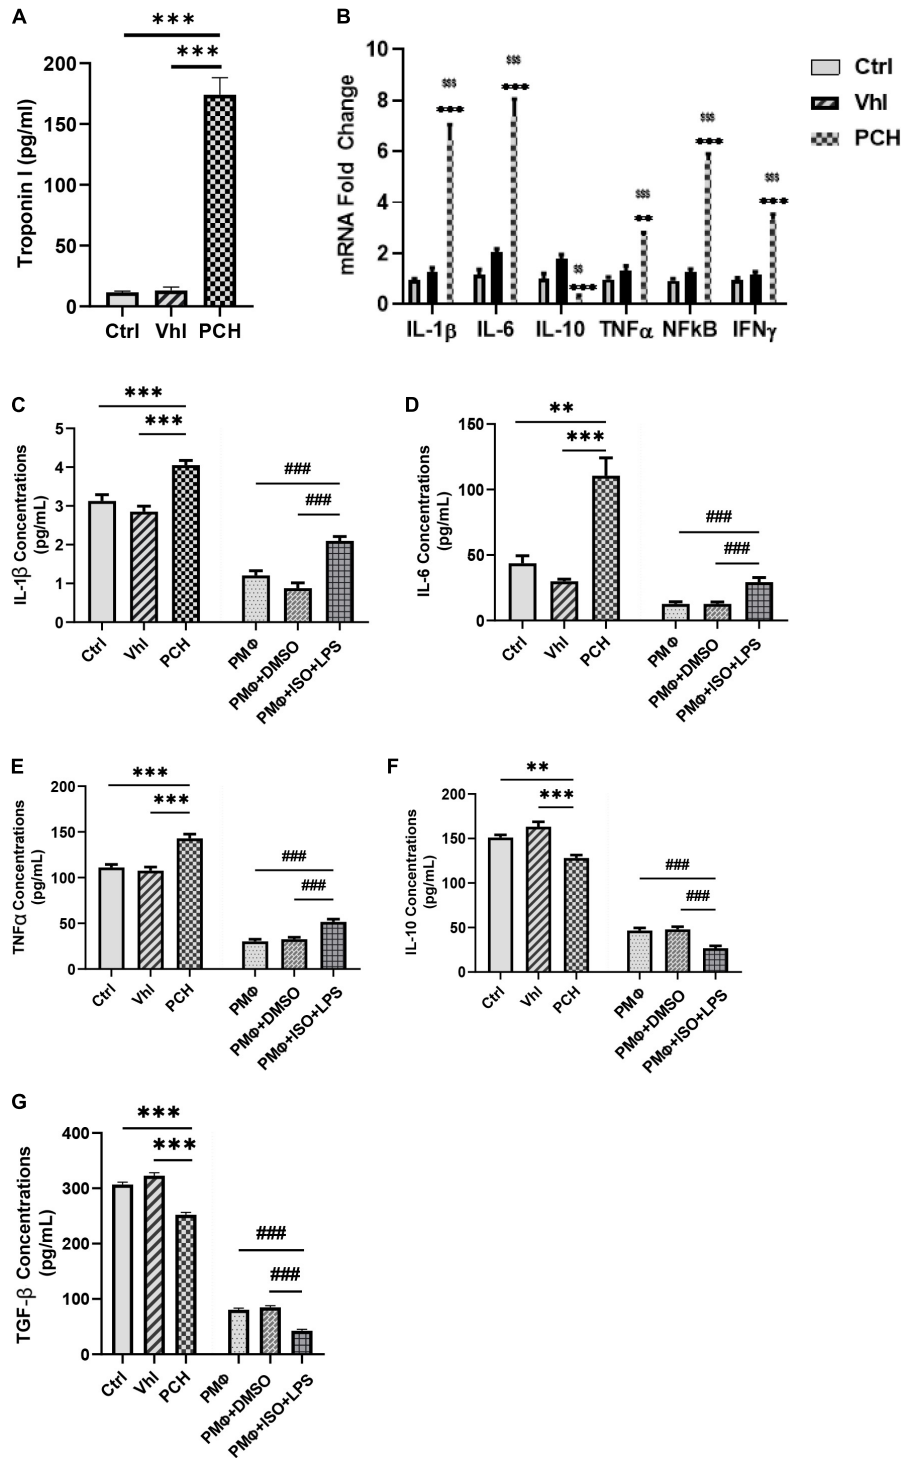 A
***
***
Troponin I (pg/ml)
200
150
100
50
0
Ctrl Vhl PCH
B
mRNA Fold Change
10
8
6
4
2
0
$$$
***
$$$
***
$$
***
$$$
**
$$$
***
$$$
***
IL-1β IL-6 IL-10 TNFα NFkB IFNγ
Ctrl
Vhl
PCH
C
***
***
###
###
IL-1β Concentrations
(pg/mL)
5
4
3
2
1
0
Ctrl
Vhl
PCH
PMΦ
PMΦ+DMSO
PMΦ+ISO+LPS
D
**
***
###
###
IL-6 Concentrations
(pg/mL)
150
100
50
0
Ctrl
Vhl
PCH
PMΦ
PMΦ+DMSO
PMΦ+ISO+LPS
E
***
***
###
###
TNFα Concentrations
(pg/mL)
200
150
100
50
0
Ctrl
Vhl
PCH
PMΦ
PMΦ+DMSO
PMΦ+ISO+LPS
F
**
***
###
###
IL-10 Concentrations
(pg/mL)
200
150
100
50
0
Ctrl
Vhl
PCH
PMΦ
PMΦ+DMSO
PMΦ+ISO+LPS
G
***
***
###
###
TGF-β Concentrations
(pg/mL)
400
300
200
100
0
Ctrl
Vhl
PCH
PMΦ
PMΦ+DMSO
PMΦ+ISO+LPS